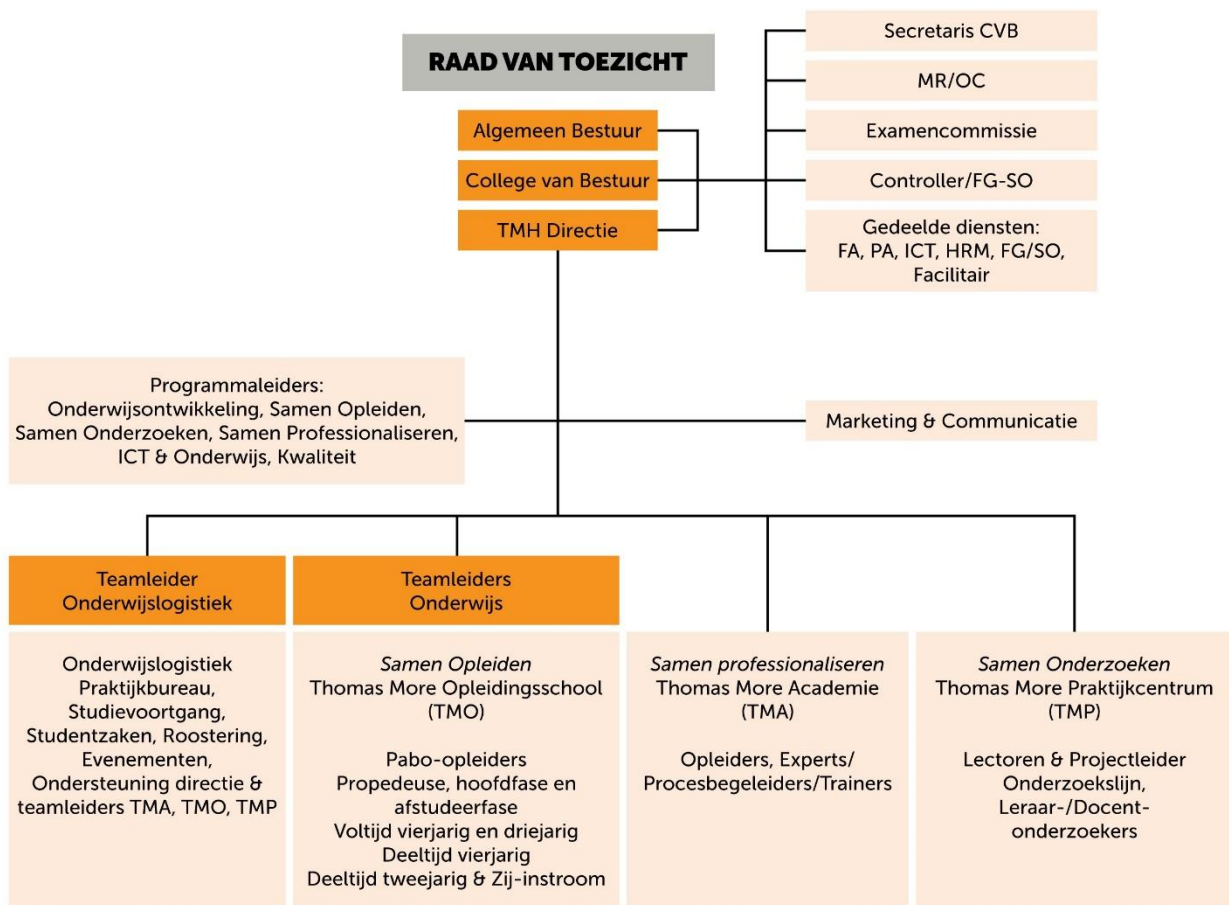 RAAD VAN TOEZICHT
Algemeen Bestuur
College van Bestuur
TMH Directie
Secretaris CVB
MR/OC
Examencommissie
Controller/FG-SO
Gedeelde diensten:
FA, PA, ICT, HRM, FG/SO,
Facilitair
Programmaleiders:
Onderwijsontwikkeling, Samen Opleiden,
Samen Onderzoeken, Samen Professionaliseren,
ICT & Onderwijs, Kwaliteit
Marketing & Communicatie
Teamleider
Onderwijslogistiek
Onderwijslogistiek
Praktijkbureau,
Studievoortgang,
Studentzaken, Roostering,
Evenementen,
Ondersteuning directie &
teamleiders TMA, TMO, TMP
Teamleiders
Onderwijs
Samen Opleiden
Thomas More Opleidingsschool
(TMO)
Pabo-opleiders
Propedeuse, hoofdfase en
afstudeerfase
Voltijd vierjarig en driejarig
Deeltijd vierjarig
Deeltijd tweejarig & Zij-instroom
Samen professionaliseren
Thomas More Academie
(TMA)
Opleiders, Experts/
Procesbegeleiders/Trainers
Samen Onderzoeken
Thomas More Praktijkcentrum
(TMP)
Lectoren & Projectleider
Onderzoekslijn,
Leraar-/Docent-
onderzoekers